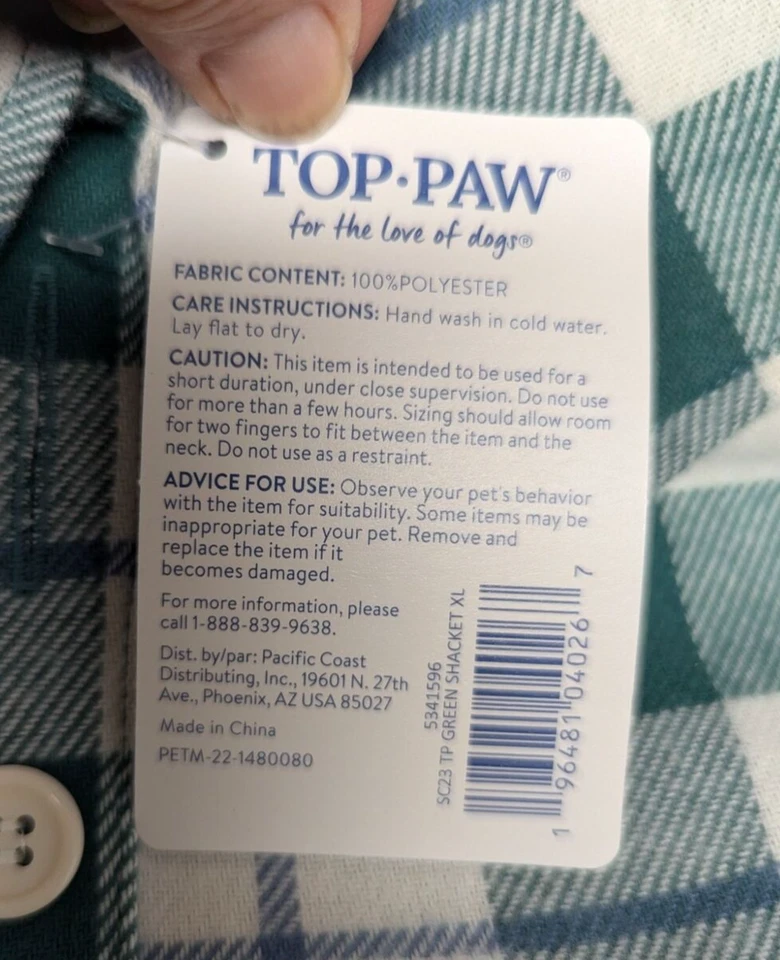 TOP·PAW®
for the love of dogs®
FABRIC CONTENT: 100%POLYESTER
CARE INSTRUCTIONS: Hand wash in cold water.
Lay flat to dry.
CAUTION: This item is intended to be used for a
short duration, under close supervision. Do not use
for more than a few hours. Sizing should allow room
for two fingers to fit between the item and the
neck. Do not use as a restraint.
ADVICE FOR USE: Observe your pet's behavior
with the item for suitability. Some items may be
inappropriate for your pet. Remove and
replace the item if it
becomes damaged.
For more information, please
call 1-888-839-9638.
Dist. by/par: Pacific Coast
Distributing, Inc., 19601 N. 27th
Ave., Phoenix, AZ USA 85027
Made in China
PETM-22-1480080
5341596
SC23 TP GREEN SHACKET XL
1 96481 04026 7